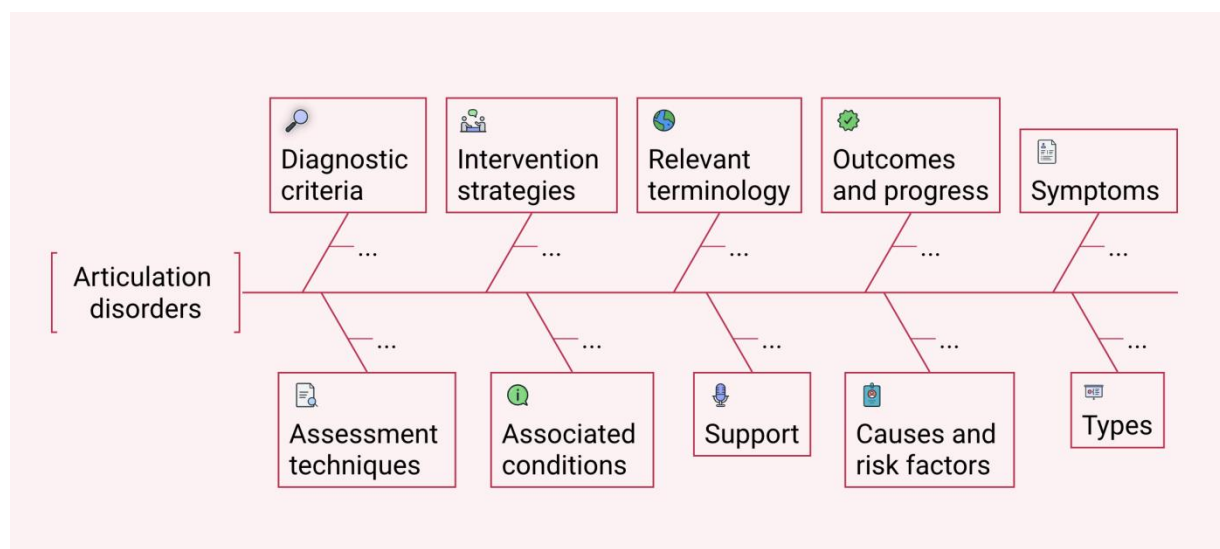 Diagnostic
criteria
Intervention
strategies
Relevant
terminology
Outcomes
and progress
Symptoms
...
...
...
...
...
Articulation
disorders
...
...
...
...
...
Assessment
techniques
Associated
conditions
Support
Causes and
risk factors
Types